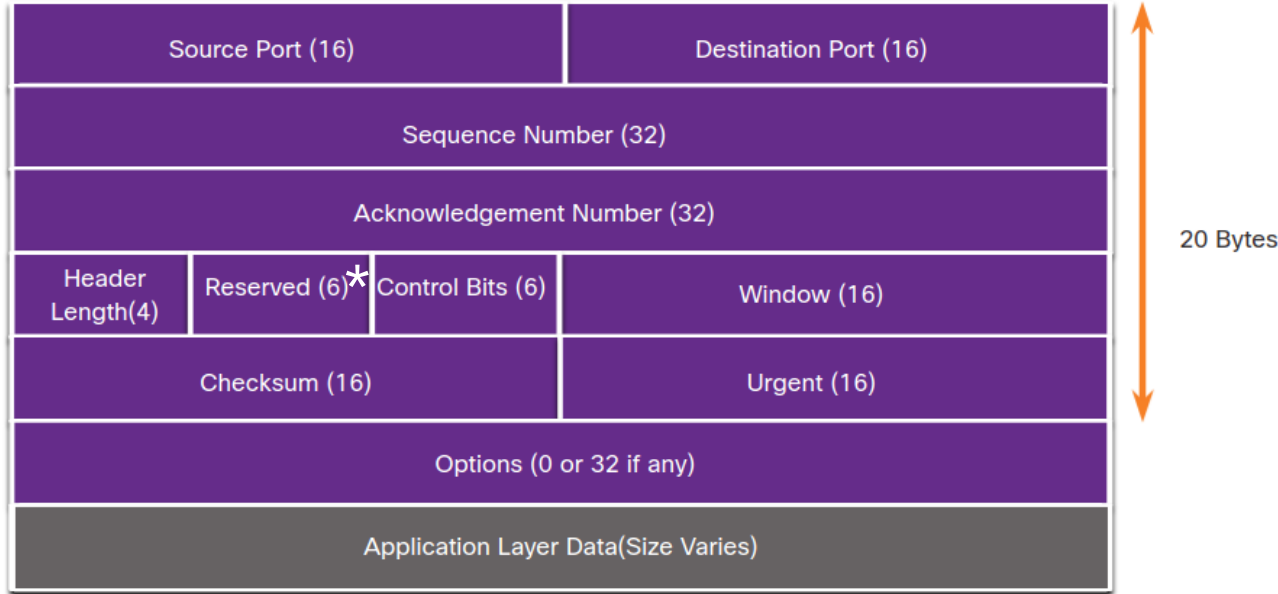 Source Port (16)
Destination Port (16)
Sequence Number (32)
Acknowledgement Number (32)
20 Bytes
Header
Length(4)
Reserved (6)*
Control Bits (6)
Window (16)
Checksum (16)
Urgent (16)
Options (0 or 32 if any)
Application Layer Data(Size Varies)